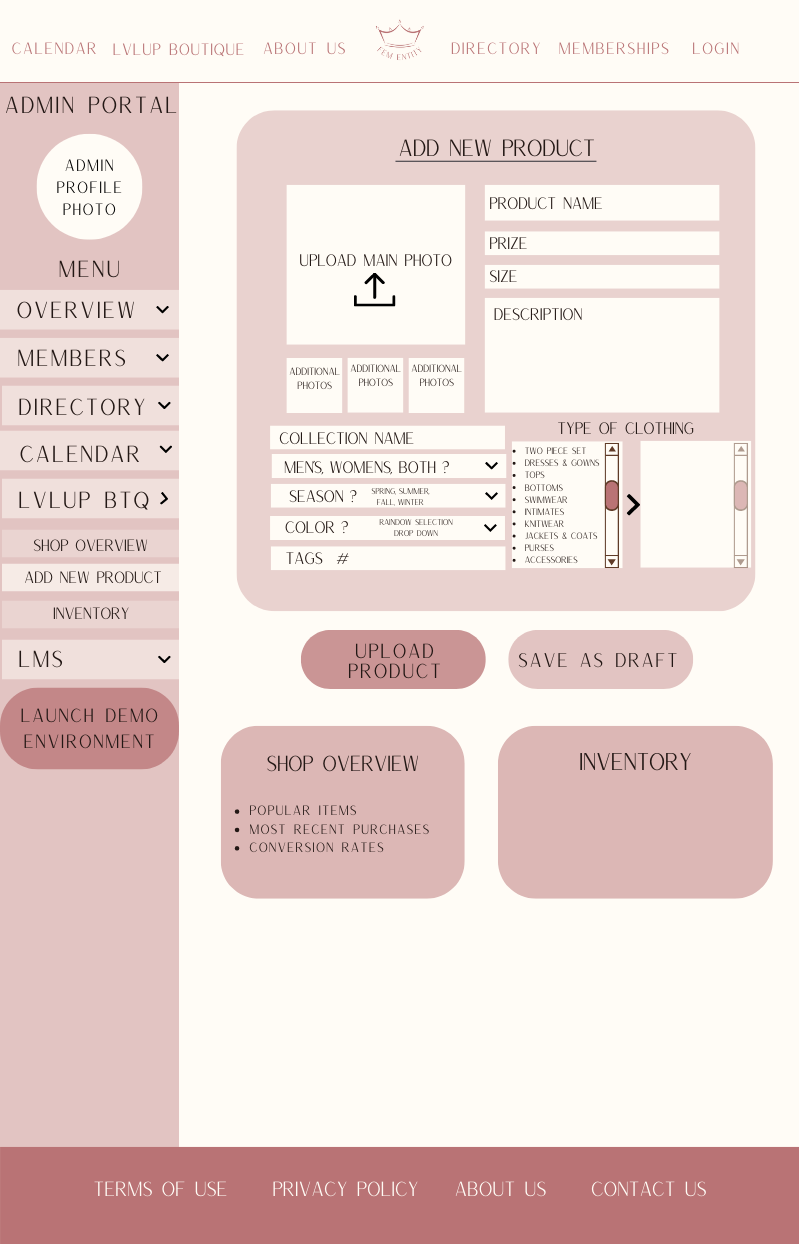 CALENDAR LVLUP BOUTIQUE ABOUT US FEM ENTITY DIRECTORY MEMBERSHIPS LOGIN
ADMIN PORTAL
ADMIN
PROFILE
PHOTO
MENU
OVERVIEW
MEMBERS
DIRECTORY
CALENDAR
LVLUP BTQ
SHOP OVERVIEW
ADD NEW PRODUCT
INVENTORY
LMS
LAUNCH DEMO
ENVIRONMENT
ADD NEW PRODUCT
UPLOAD MAIN PHOTO
ADDITIONAL
PHOTOS
ADDITIONAL
PHOTOS
ADDITIONAL
PHOTOS
PRODUCT NAME
PRIZE
SIZE
DESCRIPTION
COLLECTION NAME
MEN'S, WOMENS, BOTH ?
SEASON ? SPRING, SUMMER,
FALL, WINTER
COLOR ? RAINDOW SELECTION
DROP DOWN
TAGS #
TYPE OF CLOTHING
• TWO PIECE SET
• DRESSES & GOWNS
• TOPS
• BOTTOMS
• SWIMWEAR
• INTIMATES
• KNITWEAR
• JACKETS & COATS
• PURSES
• ACCESSORIES
UPLOAD
PRODUCT
SAVE AS DRAFT
SHOP OVERVIEW
• POPULAR ITEMS
• MOST RECENT PURCHASES
• CONVERSION RATES
INVENTORY
TERMS OF USE PRIVACY POLICY ABOUT US CONTACT US